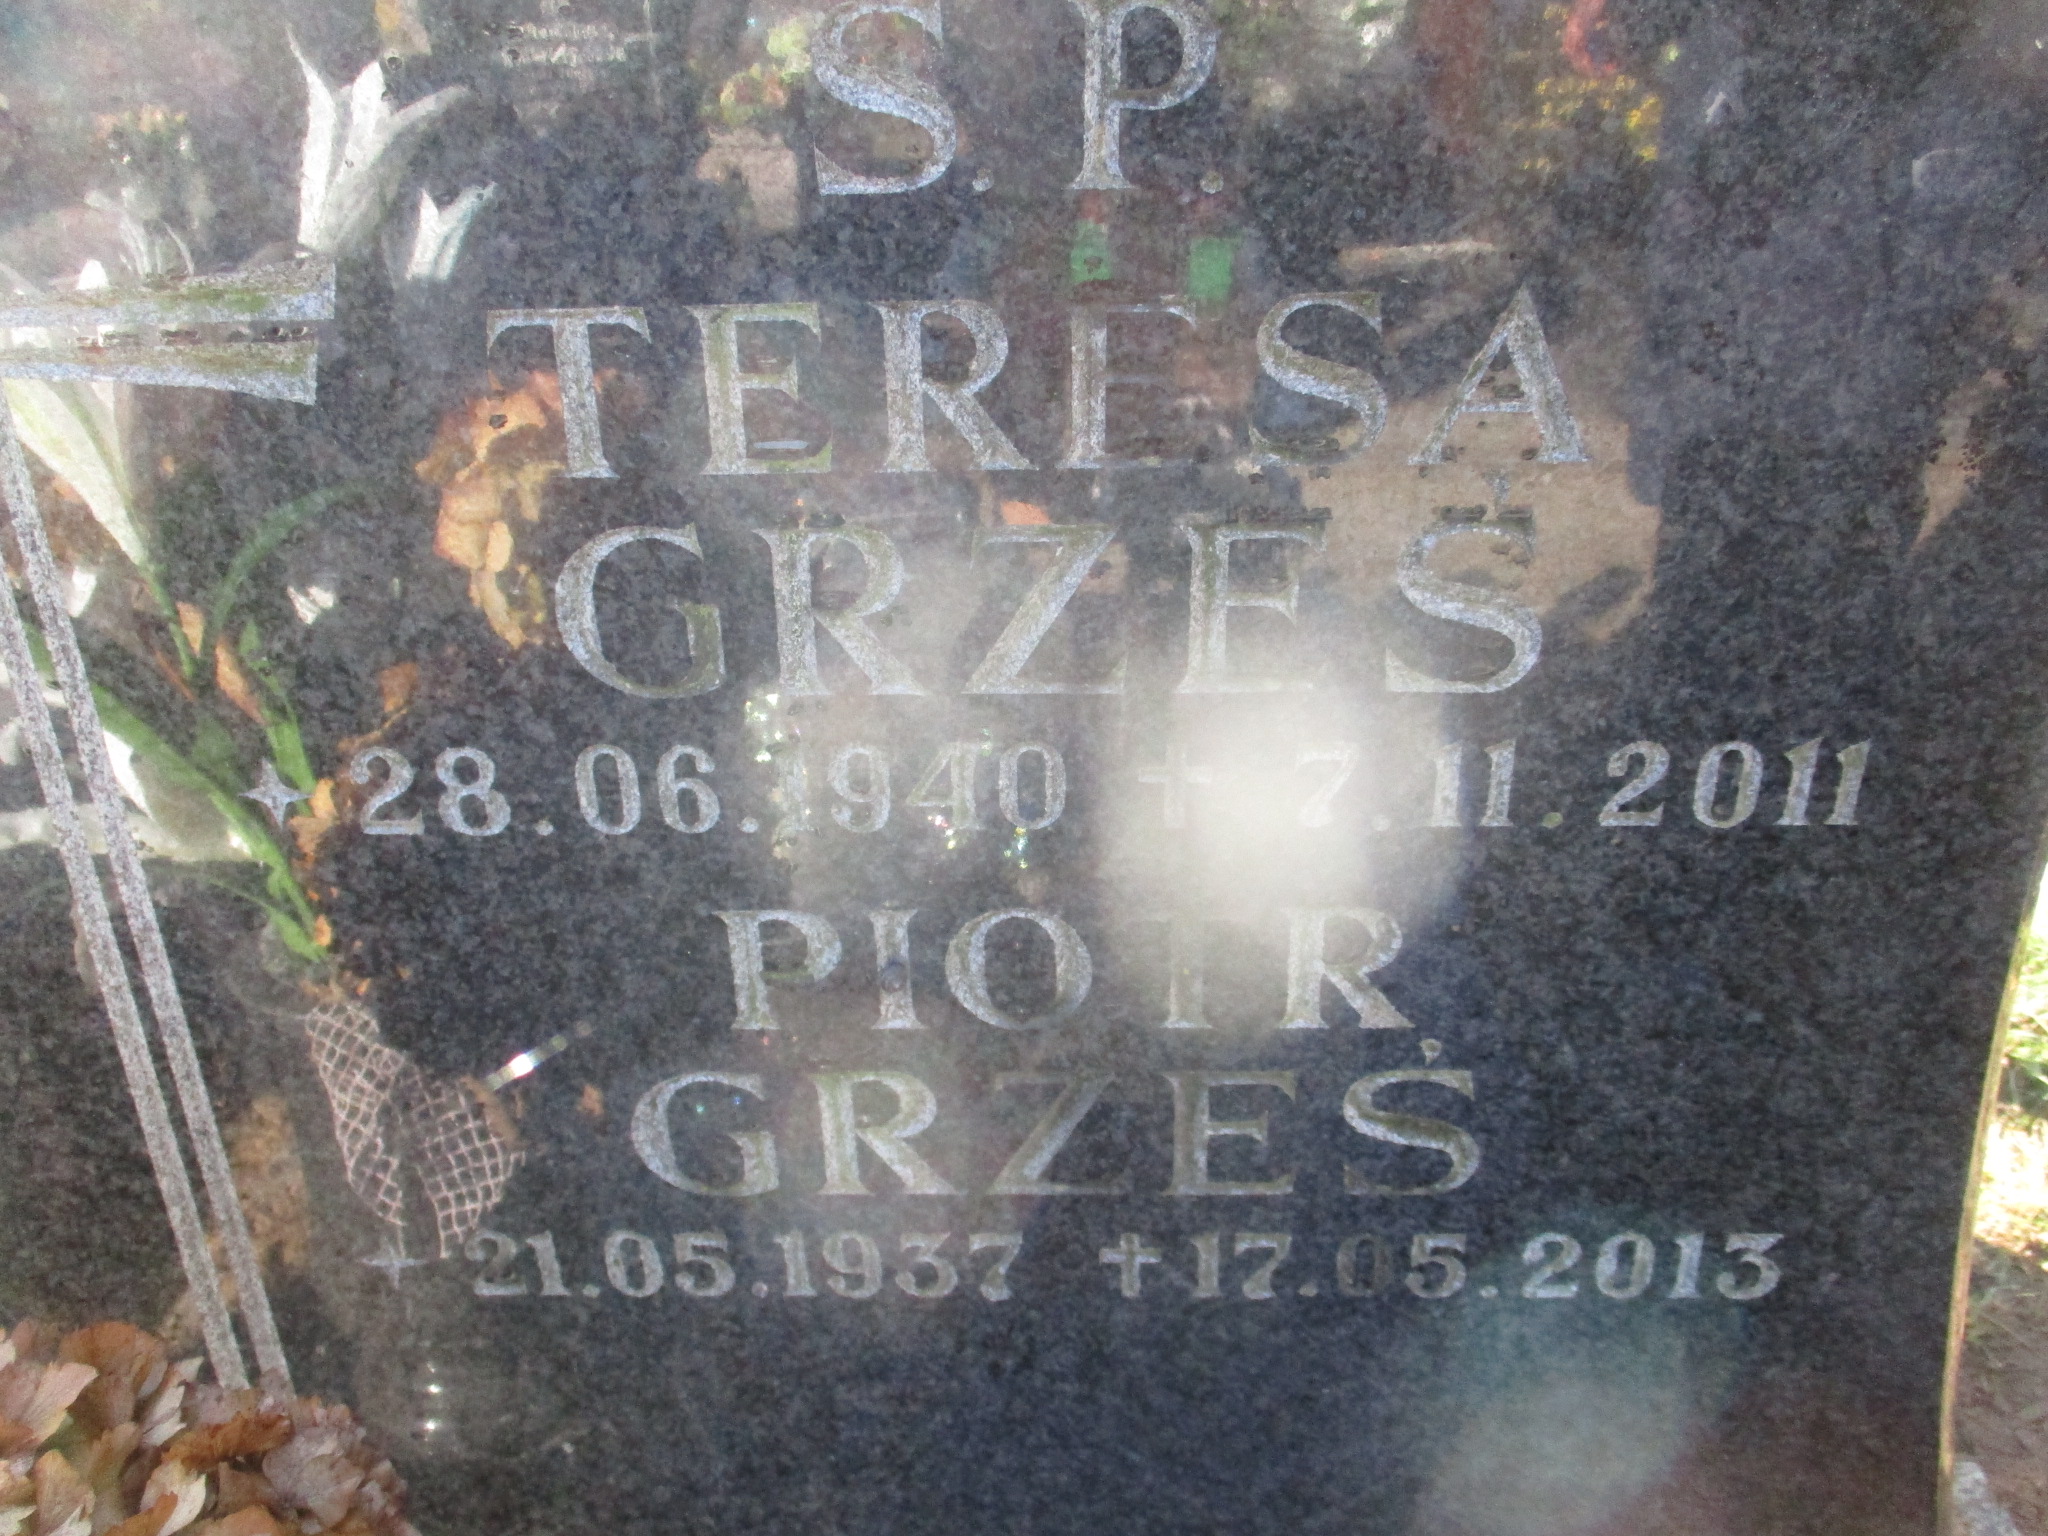 Ś. P.
TERESA
GRZEŚ
28.06.1940 † 7.11.2011
PIOTR
GRZEŚ
21.05.1937 † 17.05.2013